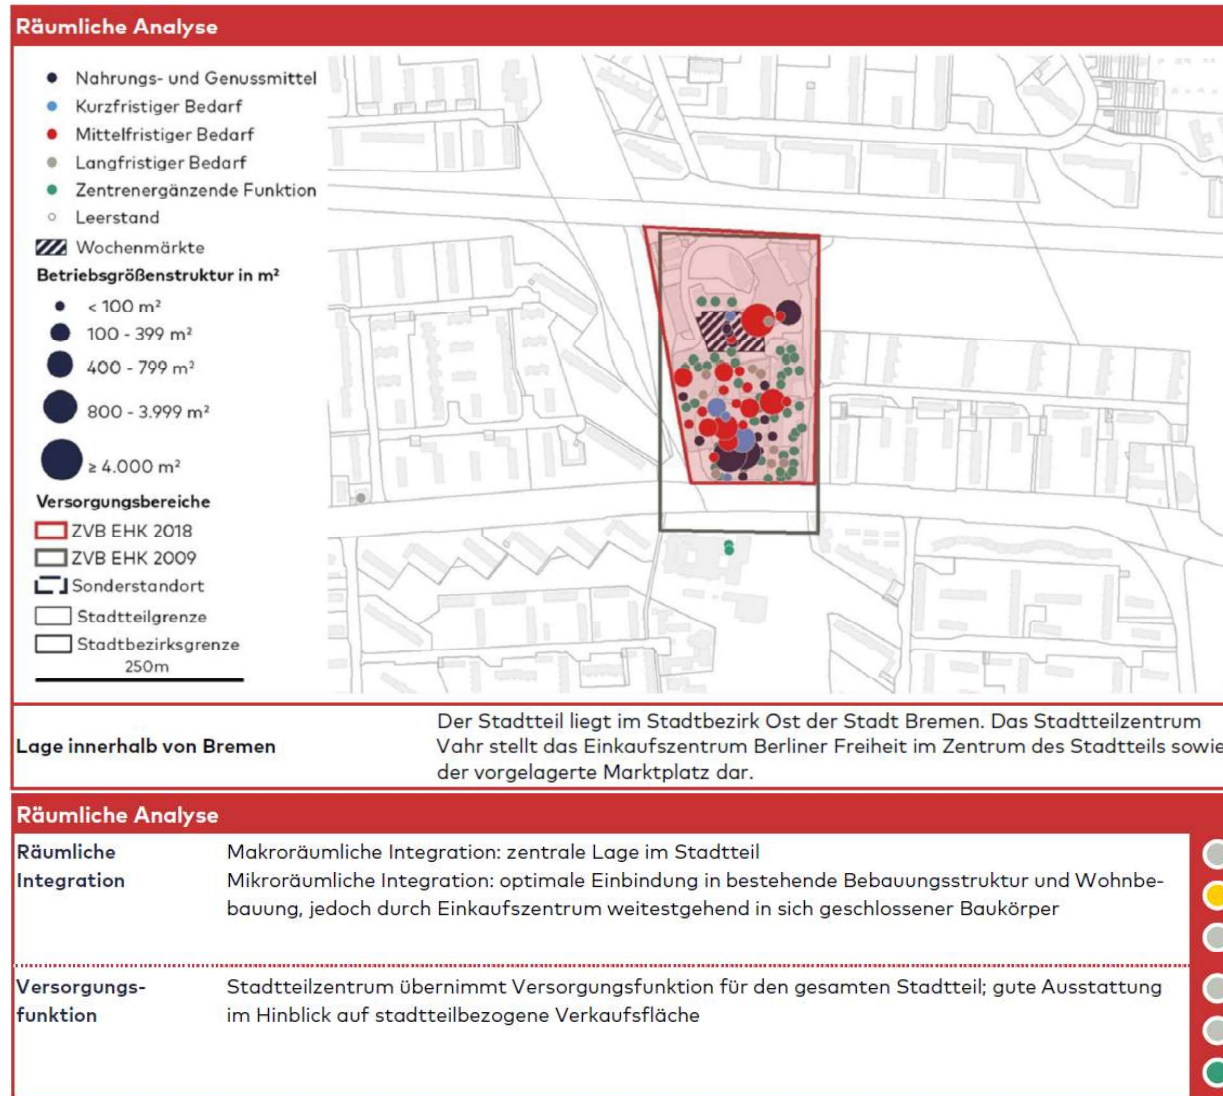 Räumliche Analyse
Nahrungs- und Genussmittel
Kurzfristiger Bedarf
Mittelfristiger Bedarf
Langfristiger Bedarf
Zentrenergänzende Funktion
Leerstand
Wochenmärkte
Betriebsgrößenstruktur in m²
< 100 m²
100 - 399 m²
400 - 799 m²
800 - 3.999 m²
≥ 4.000 m²
Versorgungsbereiche
ZVB EHK 2018
ZVB EHK 2009
Sonderstandort
Stadtteilgrenze
Stadtbezirksgrenze
250m
Lage innerhalb von Bremen
Der Stadtteil liegt im Stadtbezirk Ost der Stadt Bremen. Das Stadtteilzentrum
Vahr stellt das Einkaufszentrum Berliner Freiheit im Zentrum des Stadtteils sowie
der vorgelagerte Marktplatz dar.
Räumliche Analyse
Räumliche
Integration
Makroräumliche Integration: zentrale Lage im Stadtteil
Mikroräumliche Integration: optimale Einbindung in bestehende Bebauungsstruktur und Wohnbe-
bauung, jedoch durch Einkaufszentrum weitestgehend in sich geschlossener Baukörper
Versorgungs-
funktion
Stadtteilzentrum übernimmt Versorgungsfunktion für den gesamten Stadtteil; gute Ausstattung
im Hinblick auf stadtteilbezogene Verkaufsfläche